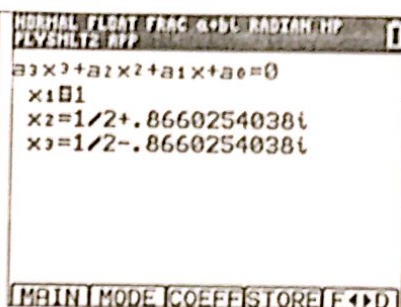 NORMAL FLOAT FRAC a+bi RADIAN MP
PLYSMLT2 APP
a₃x³+a₂x²+a₁x+a₀=0
x₁=1
x₂=1/2+.8660254038i
x₃=1/2-.8660254038i
MAIN MODE COEFF STORE F◄►D